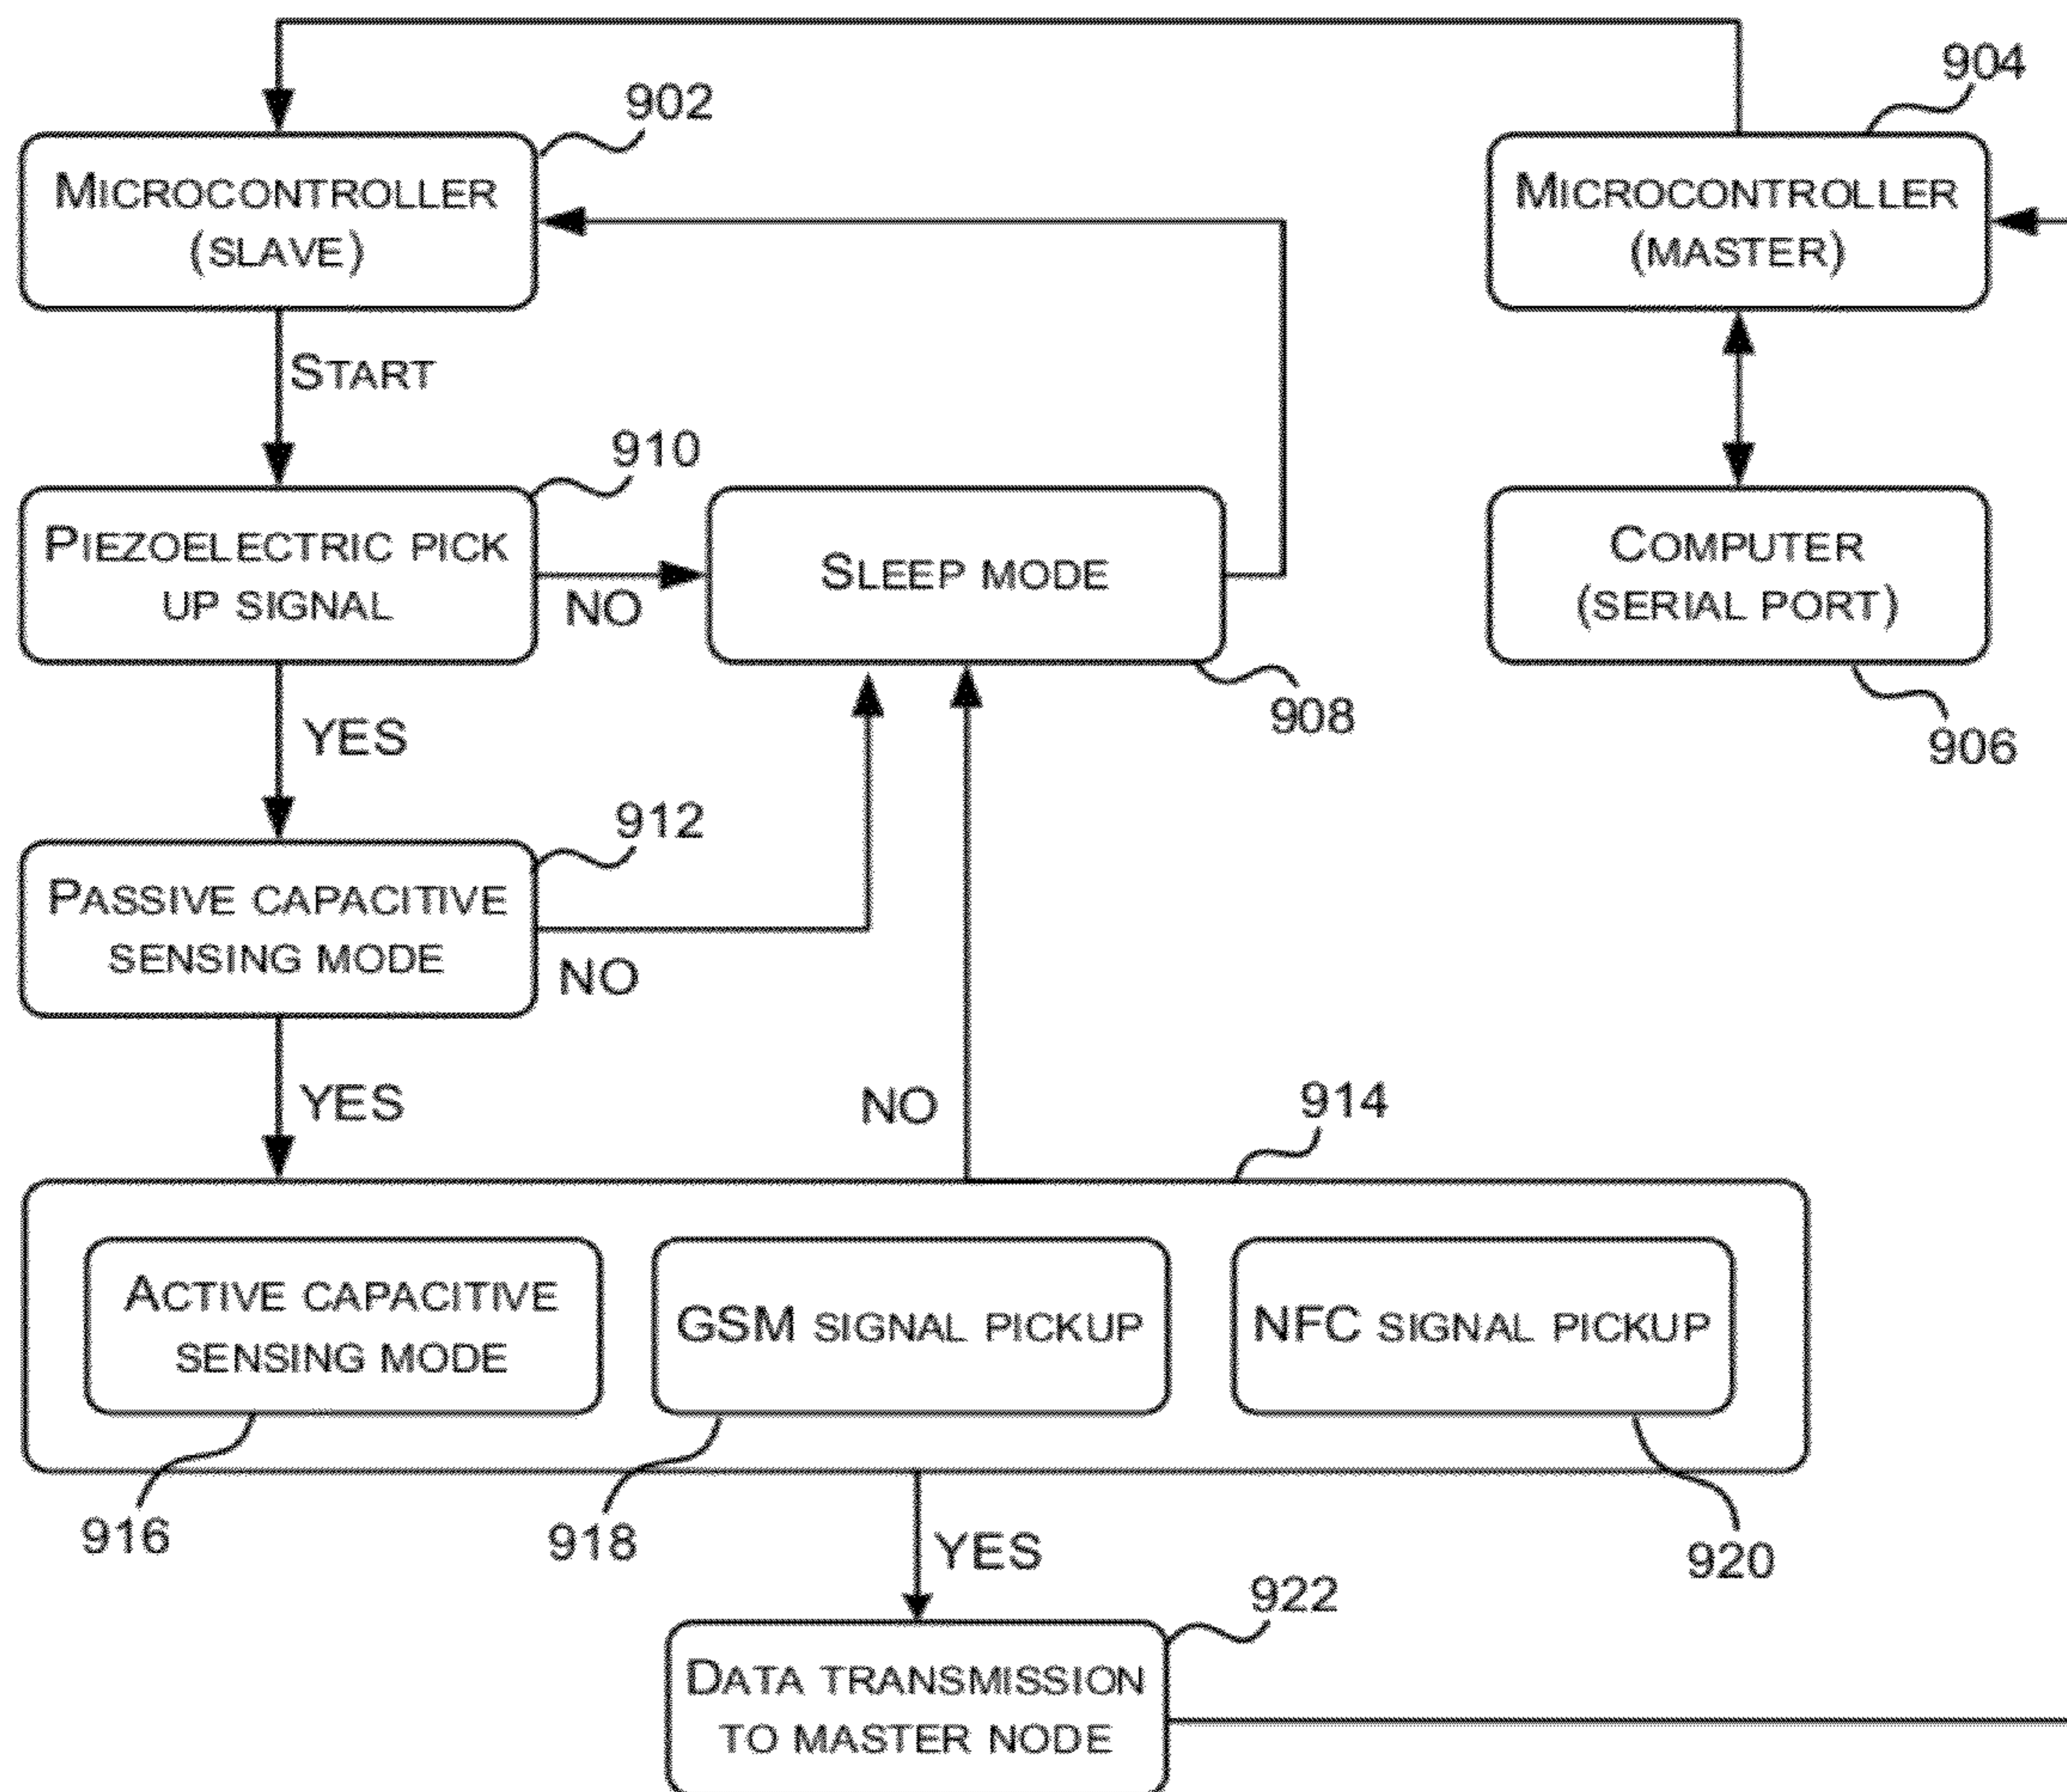 904
902
MICROCONTROLLER
(SLAVE)
MICROCONTROLLER
(MASTER)
START
910
PIEZOELECTRIC PICK
UP SIGNAL
NO
SLEEP MODE
COMPUTER
(SERIAL PORT)
908
906
YES
912
PASSIVE CAPACITIVE
SENSING MODE
NO
YES
NO
914
ACTIVE CAPACITIVE
SENSING MODE
GSM SIGNAL PICKUP
NFC SIGNAL PICKUP
916
918
920
YES
922
DATA TRANSMISSION
TO MASTER NODE